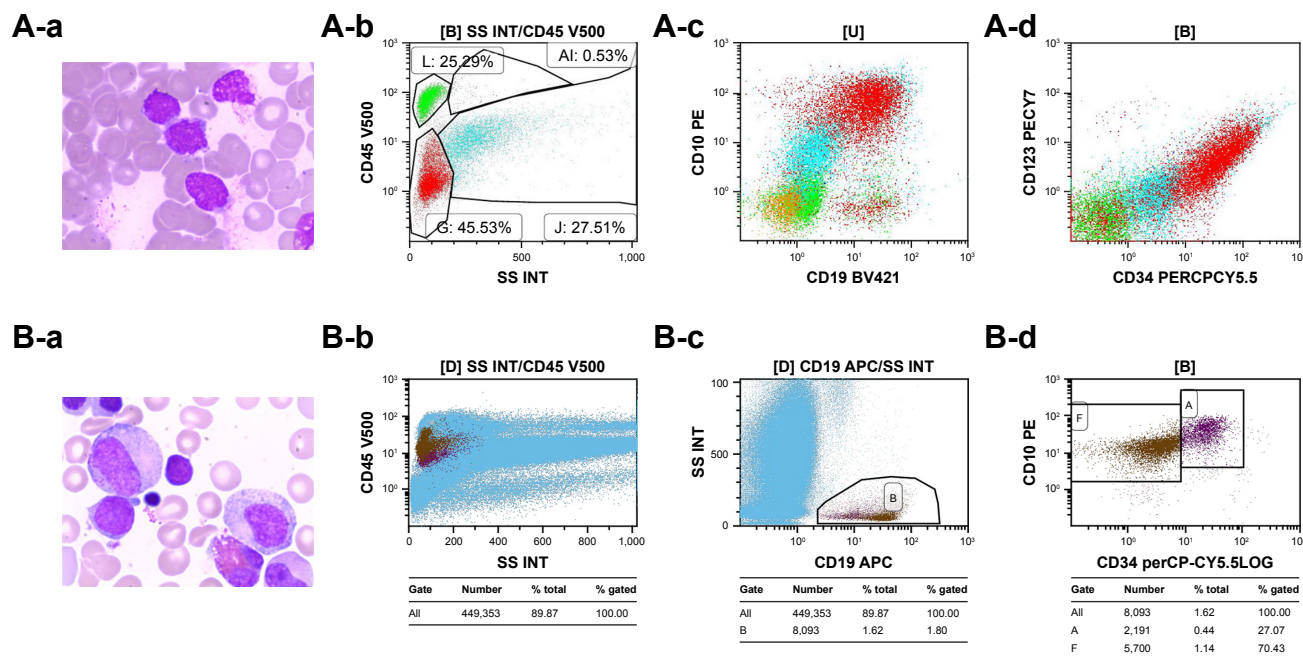 A-a
A-b
[B] SS INT/CD45 V500
10³
10²
10¹
10⁰
CD45 V500
L: 25.29%
AI: 0.53%
G: 45.53%
J: 27.51%
0
500
1,000
SS INT
A-c
[U]
10³
10²
10¹
10⁰
CD10 PE
10⁰
10¹
10²
10³
CD19 BV421
A-d
[B]
10³
10²
10¹
10⁰
CD123 PECY7
10⁰
10¹
10²
10
CD34 PERCPCY5.5
B-a
B-b
[D] SS INT/CD45 V500
10³
10²
10¹
10⁰
CD45 V500
0
200
400
600
800
1,000
SS INT
Gate Number % total % gated
All 449,353 89.87 100.00
B-c
[D] CD19 APC/SS INT
100
500
0
SS INT
B
10⁰
10¹
10²
10³
CD19 APC
Gate Number % total % gated
All 449,353 89.87 100.00
B 8,093 1.62 1.80
B-d
[B]
10³
10²
10¹
10⁰
CD10 PE
F
A
10⁰
10¹
10²
10³
CD34 perCP-CY5.5LOG
Gate Number % total % gated
All 8,093 1.62 100.00
A 2,191 0.44 27.07
F 5,700 1.14 70.43